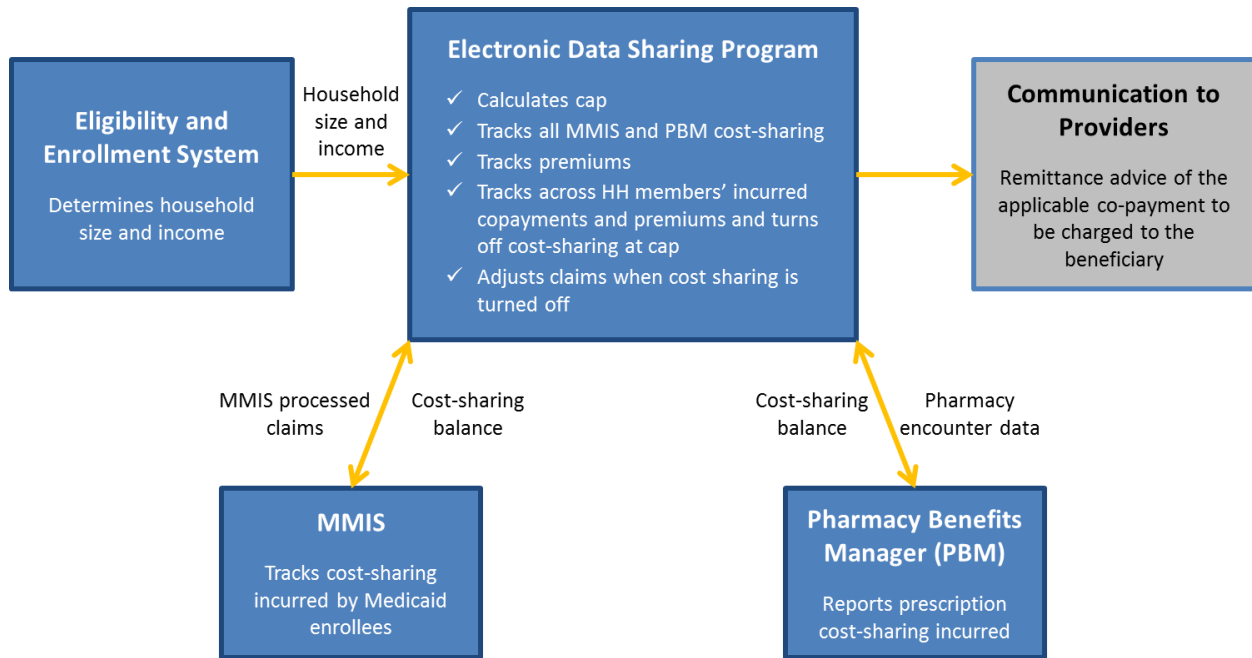 Eligibility and
Enrollment System
Determines household
size and income
Household
size and
income
Electronic Data Sharing Program
✓ Calculates cap
✓ Tracks all MMIS and PBM cost-sharing
✓ Tracks premiums
✓ Tracks across HH members’ incurred
copayments and premiums and turns
off cost-sharing at cap
✓ Adjusts claims when cost sharing is
turned off
Communication to
Providers
Remittance advice of the
applicable co-payment to
be charged to the
beneficiary
MMIS processed
claims
Cost-sharing
balance
Cost-sharing
balance
Pharmacy
encounter data
MMIS
Tracks cost-sharing
incurred by Medicaid
enrollees
Pharmacy Benefits
Manager (PBM)
Reports prescription
cost-sharing incurred